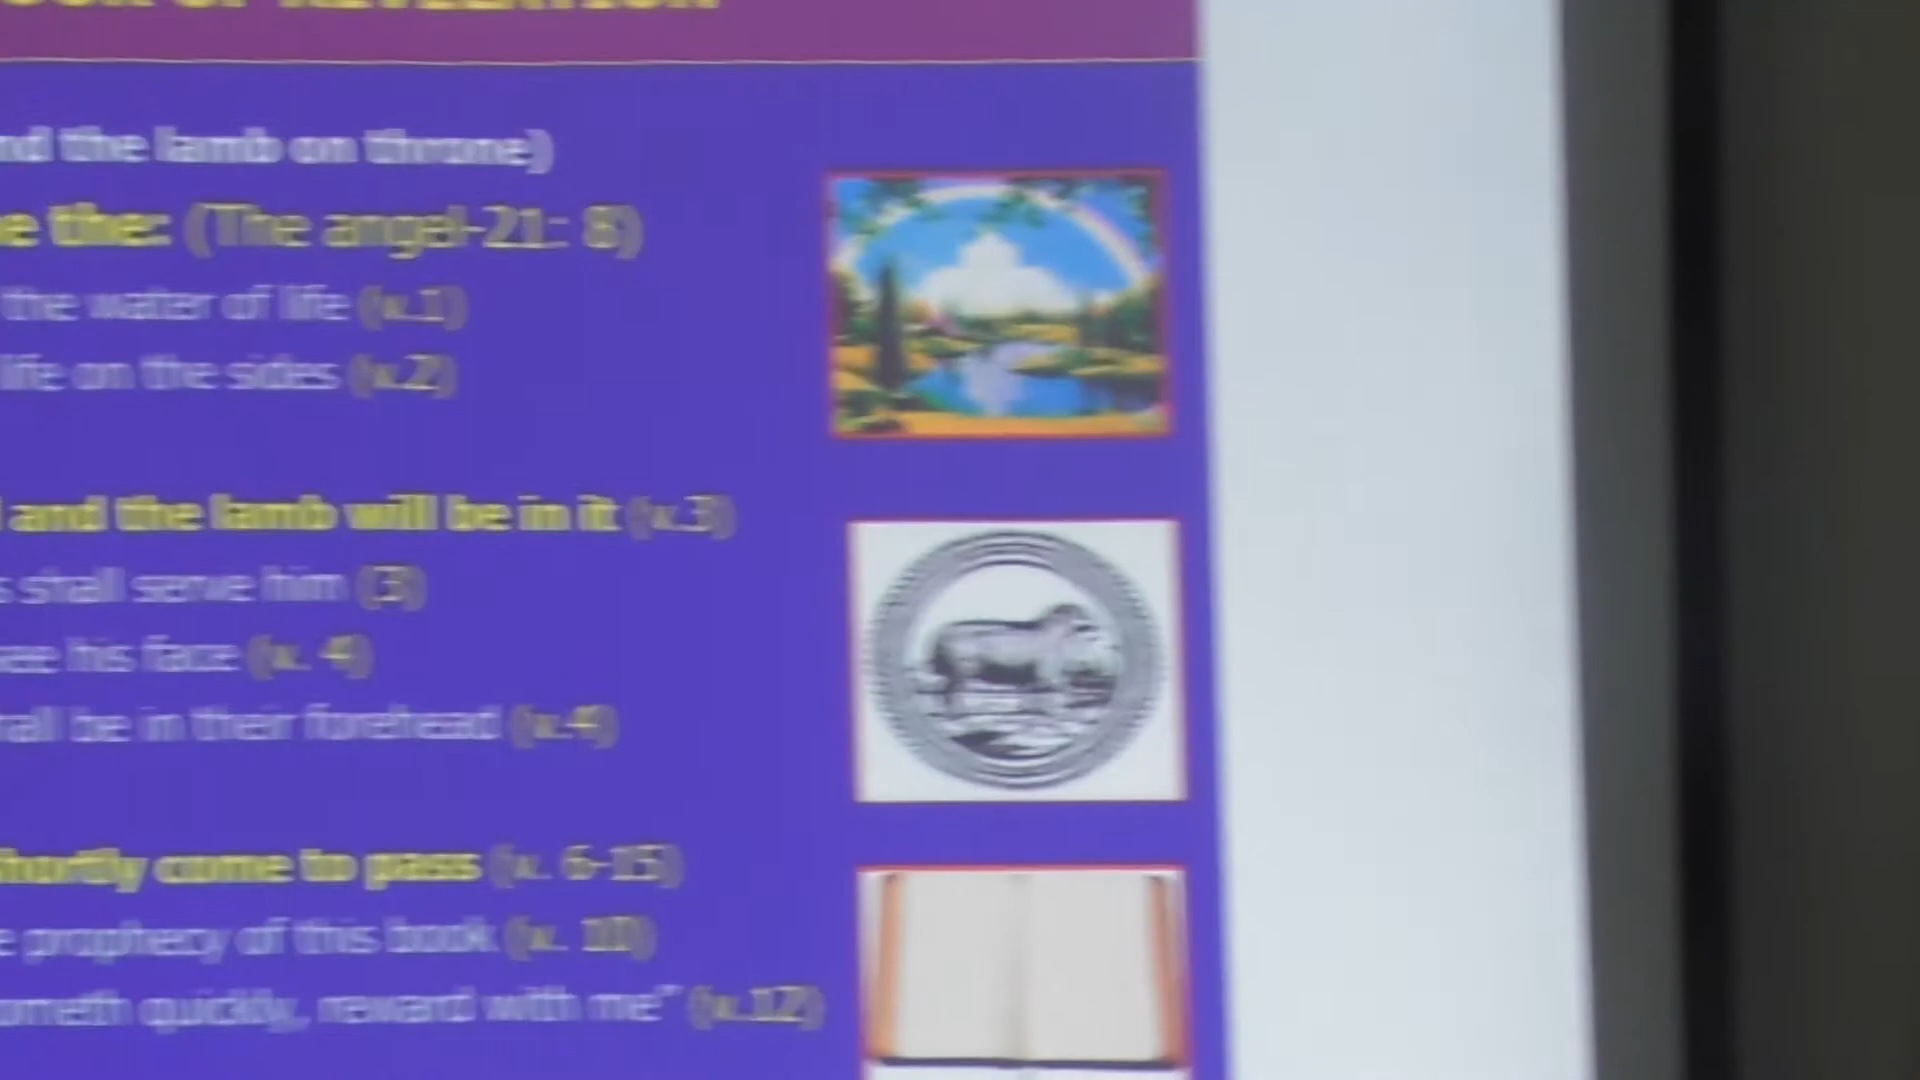 OF REVELATION
the lamb on throne)
the: (The angel-21: 8)
the water of life (v.1)
life on the sides (v.2)
and the lamb will be in it (v.3)
shall serve him (3)
his face (v. 4)
be in their forehead (v.4)
come to pass (v. 6-15)
prophecy of this book (v. 10)
quickly, reward with me" (v.12)